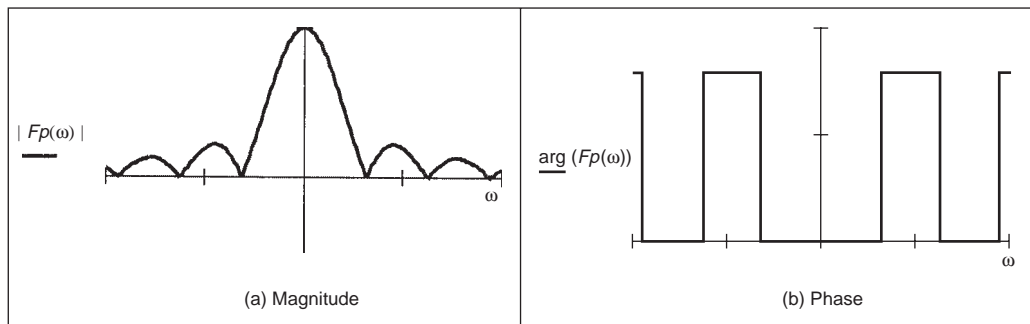 | Fp(ω) |
ω
(a) Magnitude
arg (Fp(ω))
ω
(b) Phase